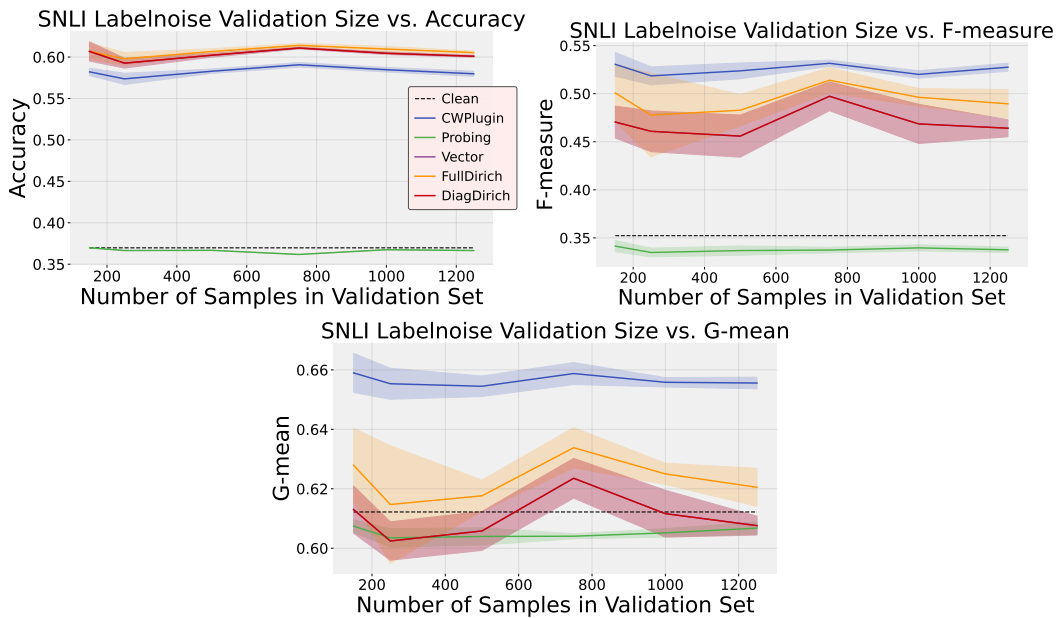 SNLI Labelnoise Validation Size vs. Accuracy
Accuracy
0.60
0.55
0.50
0.45
0.40
0.35
Clean
CWPlugin
Probing
Vector
FullDirich
DiagDirich
200 400 600 800 1000 1200
Number of Samples in Validation Set
SNLI Labelnoise Validation Size vs. F-measure
F-measure
0.55
0.50
0.45
0.40
0.35
200 400 600 800 1000 1200
Number of Samples in Validation Set
SNLI Labelnoise Validation Size vs. G-mean
G-mean
0.66
0.64
0.62
0.60
200 400 600 800 1000 1200
Number of Samples in Validation Set